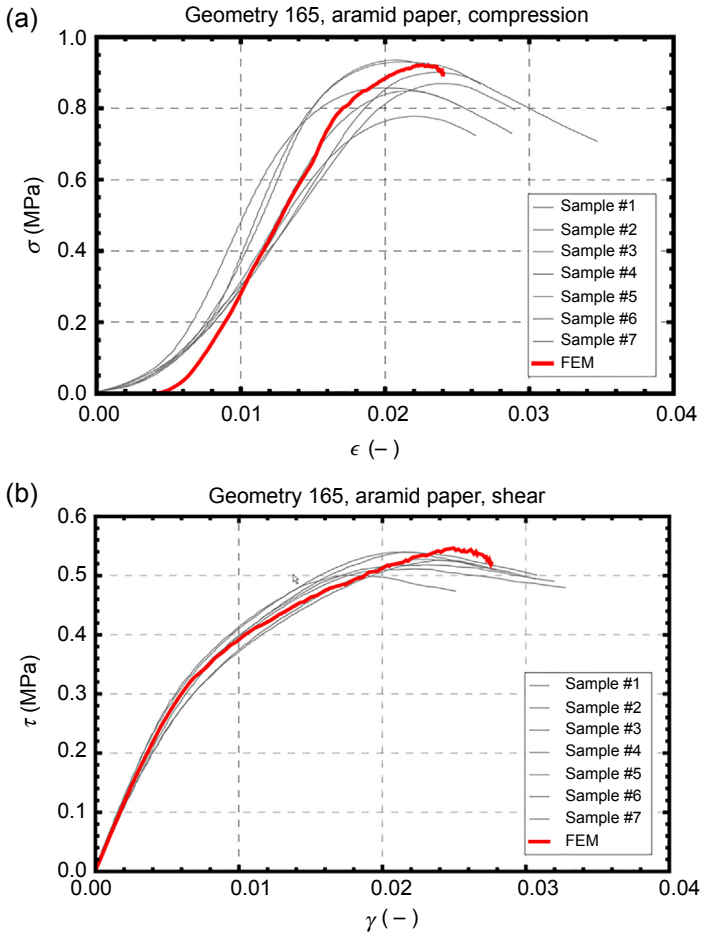 (a)
Geometry 165, aramid paper, compression
1.0
0.8
0.6
0.4
0.2
0.0
σ (MPa)
Sample #1
Sample #2
Sample #3
Sample #4
Sample #5
Sample #6
Sample #7
FEM
0.00
0.01
0.02
0.03
0.04
ϵ (–)
(b)
Geometry 165, aramid paper, shear
0.6
0.5
0.4
0.3
0.2
0.1
0.0
τ (MPa)
Sample #1
Sample #2
Sample #3
Sample #4
Sample #5
Sample #6
Sample #7
FEM
0.00
0.01
0.02
0.03
0.04
γ (–)